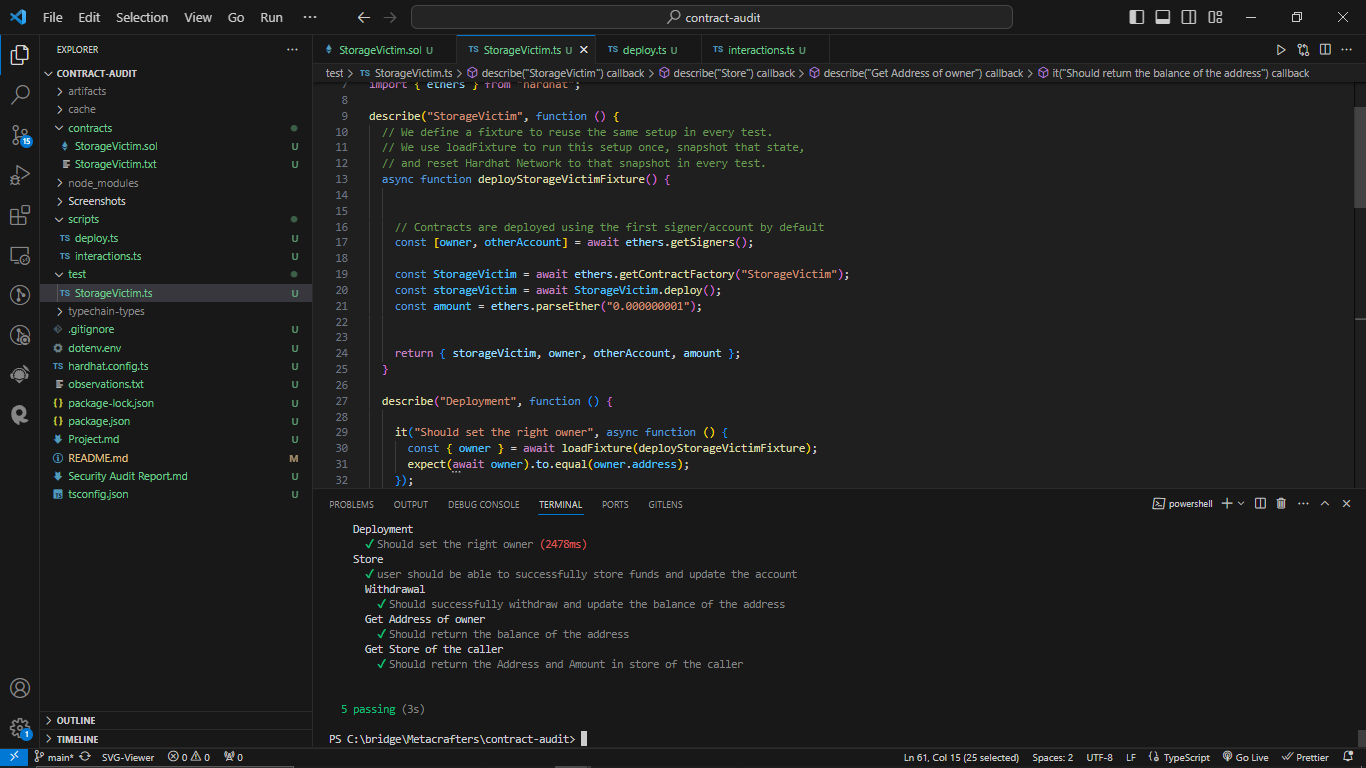 File Edit Selection View Go Run ··· contract-audit
EXPLORER ···
CONTRACT-AUDIT
artifacts
cache
contracts
StorageVictim.sol U
StorageVictim.txt U
node_modules
Screenshots
scripts
deploy.ts U
interactions.ts U
test
StorageVictim.ts U
typechain-types
.gitignore U
dotenv.env U
hardhat.config.ts U
observations.txt U
package-lock.json U
package.json U
Project.md U
README.md M
Security Audit Report.md U
tsconfig.json U
OUTLINE
TIMELINE
15
1
StorageVictim.sol U TS StorageVictim.ts U TS deploy.ts U TS interactions.ts U
test > TS StorageVictim.ts > describe("StorageVictim") callback > describe("Store") callback > describe("Get Address of owner") callback > it("Should return the balance of the address") callback
7 import { ethers } from "hardhat";
8
9 describe("StorageVictim", function () {
10 // We define a fixture to reuse the same setup in every test.
11 // We use loadFixture to run this setup once, snapshot that state,
12 // and reset Hardhat Network to that snapshot in every test.
13 async function deployStorageVictimFixture() {
14
15
16 // Contracts are deployed using the first signer/account by default
17 const [owner, otherAccount] = await ethers.getSigners();
18
19 const StorageVictim = await ethers.getContractFactory("StorageVictim");
20 const storageVictim = await StorageVictim.deploy();
21 const amount = ethers.parseEther("0.000000001");
22
23
24 return { storageVictim, owner, otherAccount, amount };
25 }
26
27 describe("Deployment", function () {
28
29 it("Should set the right owner", async function () {
30 const { owner } = await loadFixture(deployStorageVictimFixture);
31 expect(await owner).to.equal(owner.address);
32 });
PROBLEMS OUTPUT DEBUG CONSOLE TERMINAL PORTS GITLENS powershell
Deployment
✓ Should set the right owner (2478ms)
Store
✓ user should be able to successfully store funds and update the account
Withdrawal
✓ Should successfully withdraw and update the balance of the address
Get Address of owner
✓ Should return the balance of the address
Get Store of the caller
✓ Should return the Address and Amount in store of the caller
5 passing (3s)
PS C:\bridge\Metacrafters\contract-audit>
main* SVG-Viewer 0 0 0 Ln 61, Col 15 (25 selected) Spaces: 2 UTF-8 LF {} TypeScript Go Live Prettier